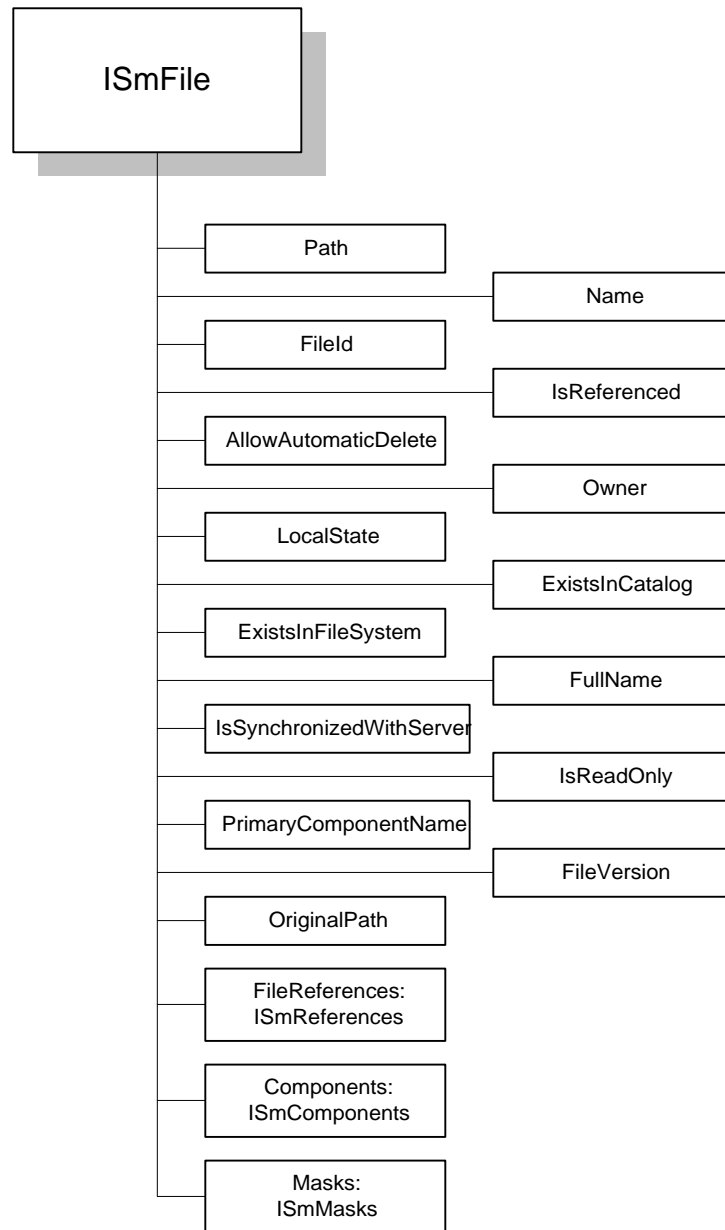 ISmFile
Path
Name
FileId
IsReferenced
AllowAutomaticDelete
Owner
LocalState
ExistsInCatalog
ExistsInFileSystem
FullName
IsSynchronizedWithServer
IsReadOnly
PrimaryComponentName
FileVersion
OriginalPath
FileReferences:
ISmReferences
Components:
ISmComponents
Masks:
ISmMasks